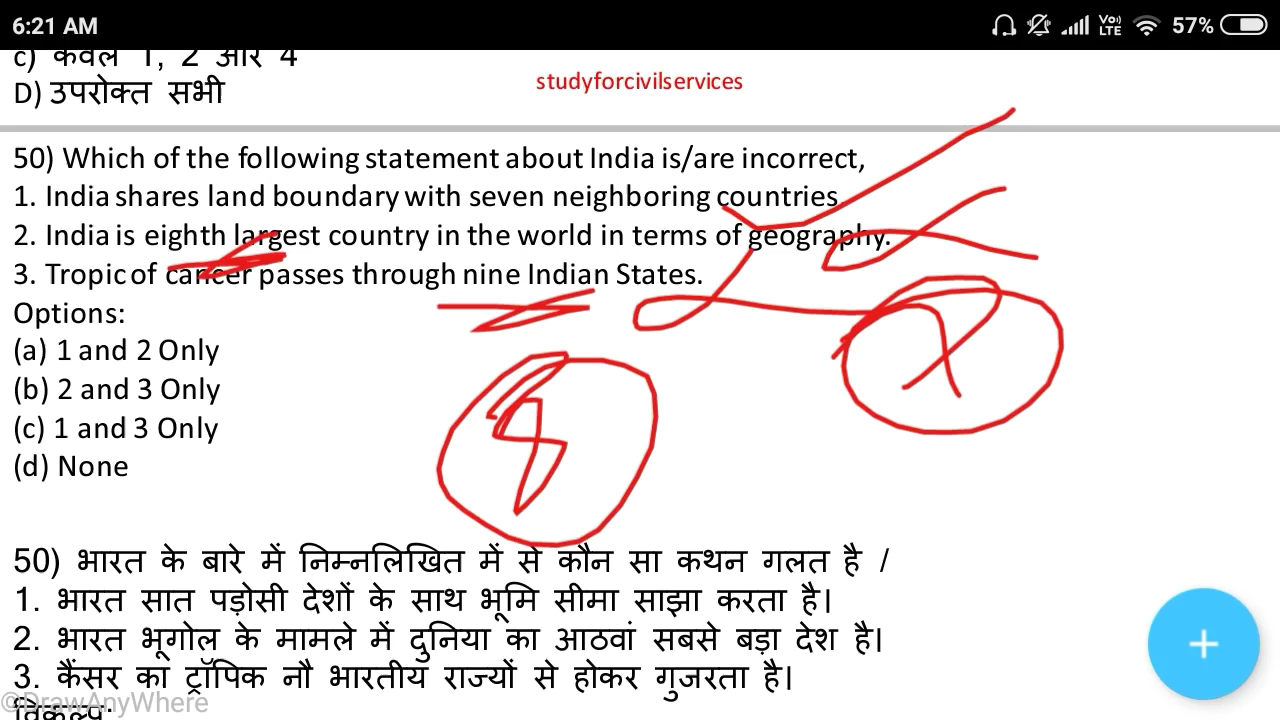 6:21 AM
Vo) LTE 57%
c) केवल 1, 2 और 4
D) उपरोक्त सभी
studyforcivilservices
50) Which of the following statement about India is/are incorrect,
1. India shares land boundary with seven neighboring countries.
2. India is eighth largest country in the world in terms of geography.
3. Tropic of cancer passes through nine Indian States.
Options:
(a) 1 and 2 Only
(b) 2 and 3 Only
(c) 1 and 3 Only
(d) None
8
50) भारत के बारे में निम्नलिखित में से कौन सा कथन गलत है /
1. भारत सात पड़ोसी देशों के साथ भूमि सीमा साझा करता है।
2. भारत भूगोल के मामले में दुनिया का आठवां सबसे बड़ा देश है।
3. कैंसर का ट्रॉपिक नौ भारतीय राज्यों से होकर गुजरता है।
@DrawAnyWhere
विकल्प: